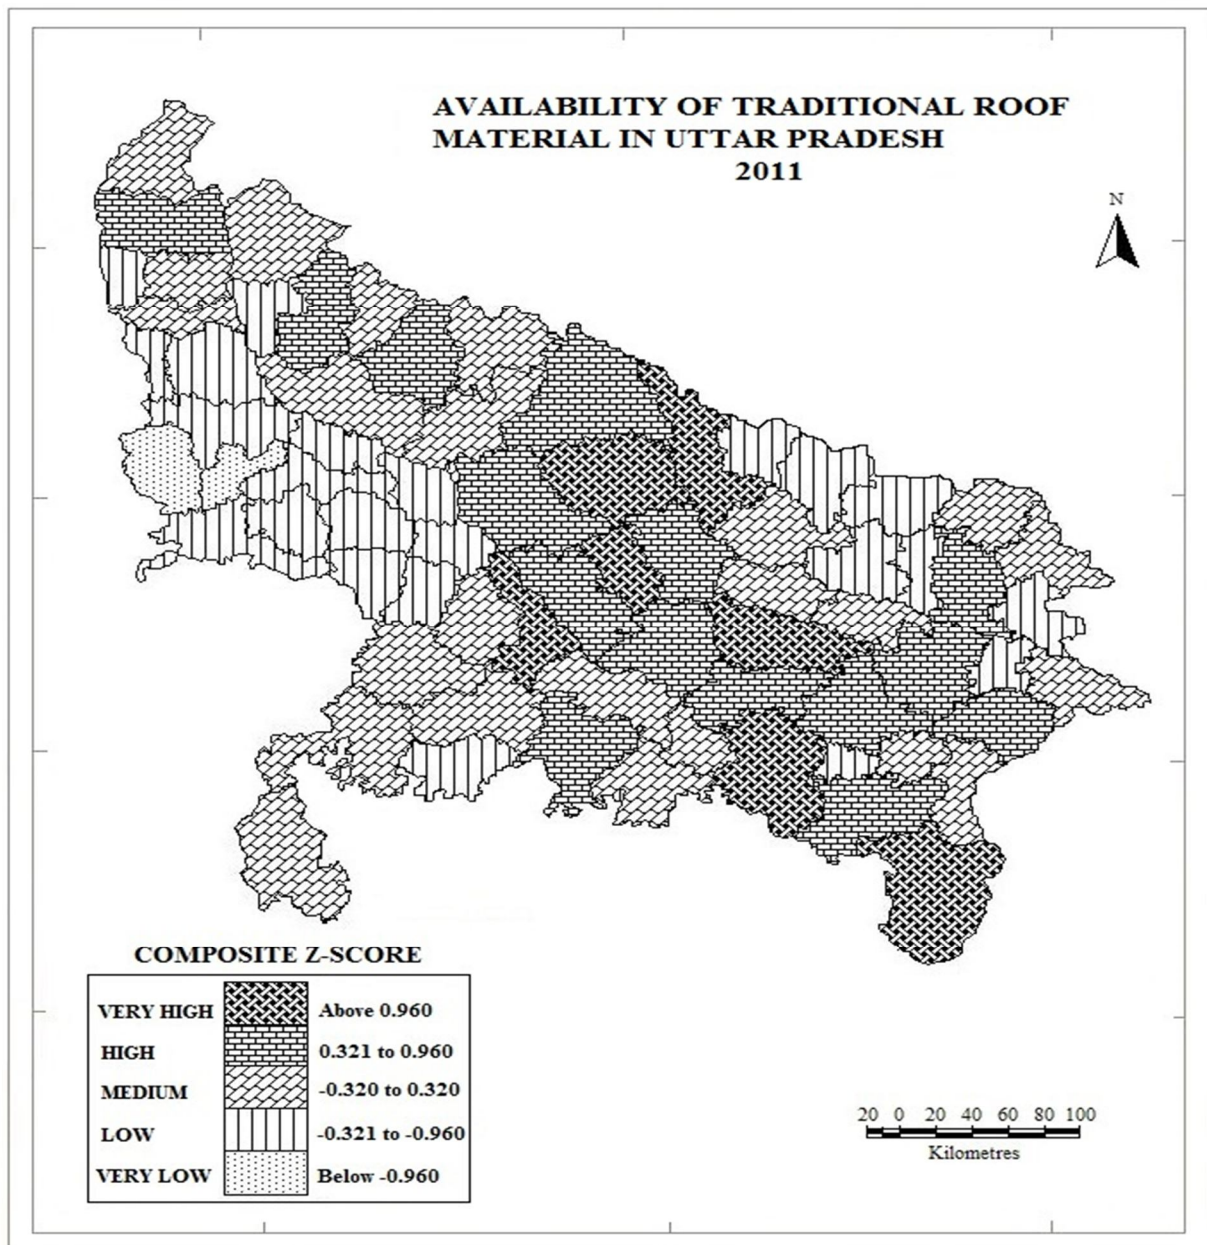 AVAILABILITY OF TRADITIONAL ROOF
MATERIAL IN UTTAR PRADESH
2011
N
COMPOSITE Z-SCORE
VERY HIGH Above 0.960
HIGH 0.321 to 0.960
MEDIUM -0.320 to 0.320
LOW -0.321 to -0.960
VERY LOW Below -0.960
20 0 20 40 60 80 100
Kilometres